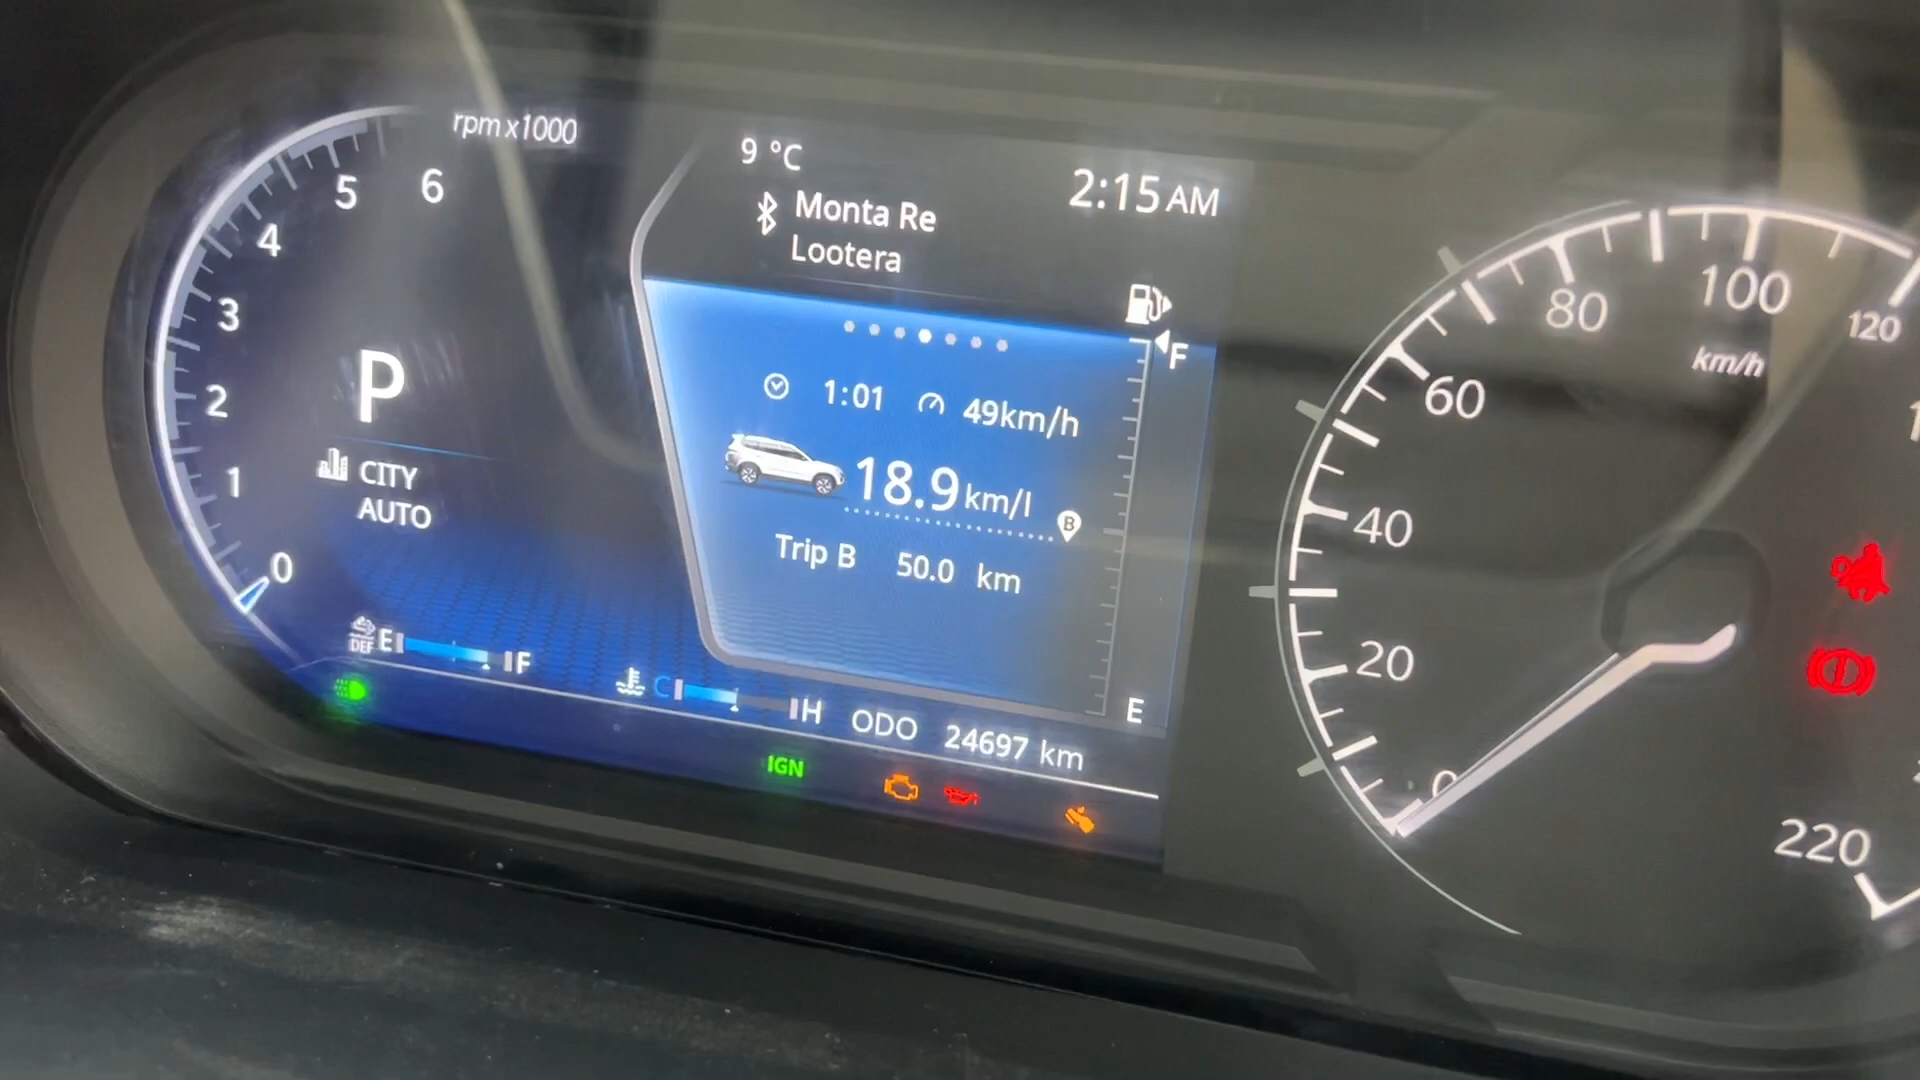 rpm x1000
6
5
4
3
2
1
0
P
CITY
AUTO
DEF E F
9 °C
2:15 AM
Monta Re
Lootera
1:01 49km/h
18.9 km/l
B
Trip B 50.0 km
F
E
C H
ODO 24697 km
IGN
0
20
40
60
80
100
120
km/h
220